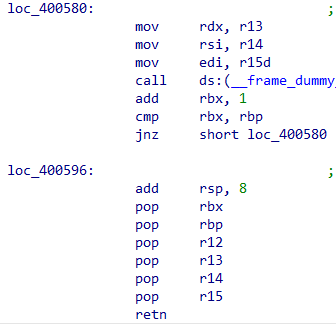 loc_400580: ;
mov rdx, r13
mov rsi, r14
mov edi, r15d
call ds:(__frame_dummy
add rbx, 1
cmp rbx, rbp
jnz short loc_400580
loc_400596: ;
add rsp, 8
pop rbx
pop rbp
pop r12
pop r13
pop r14
pop r15
retn